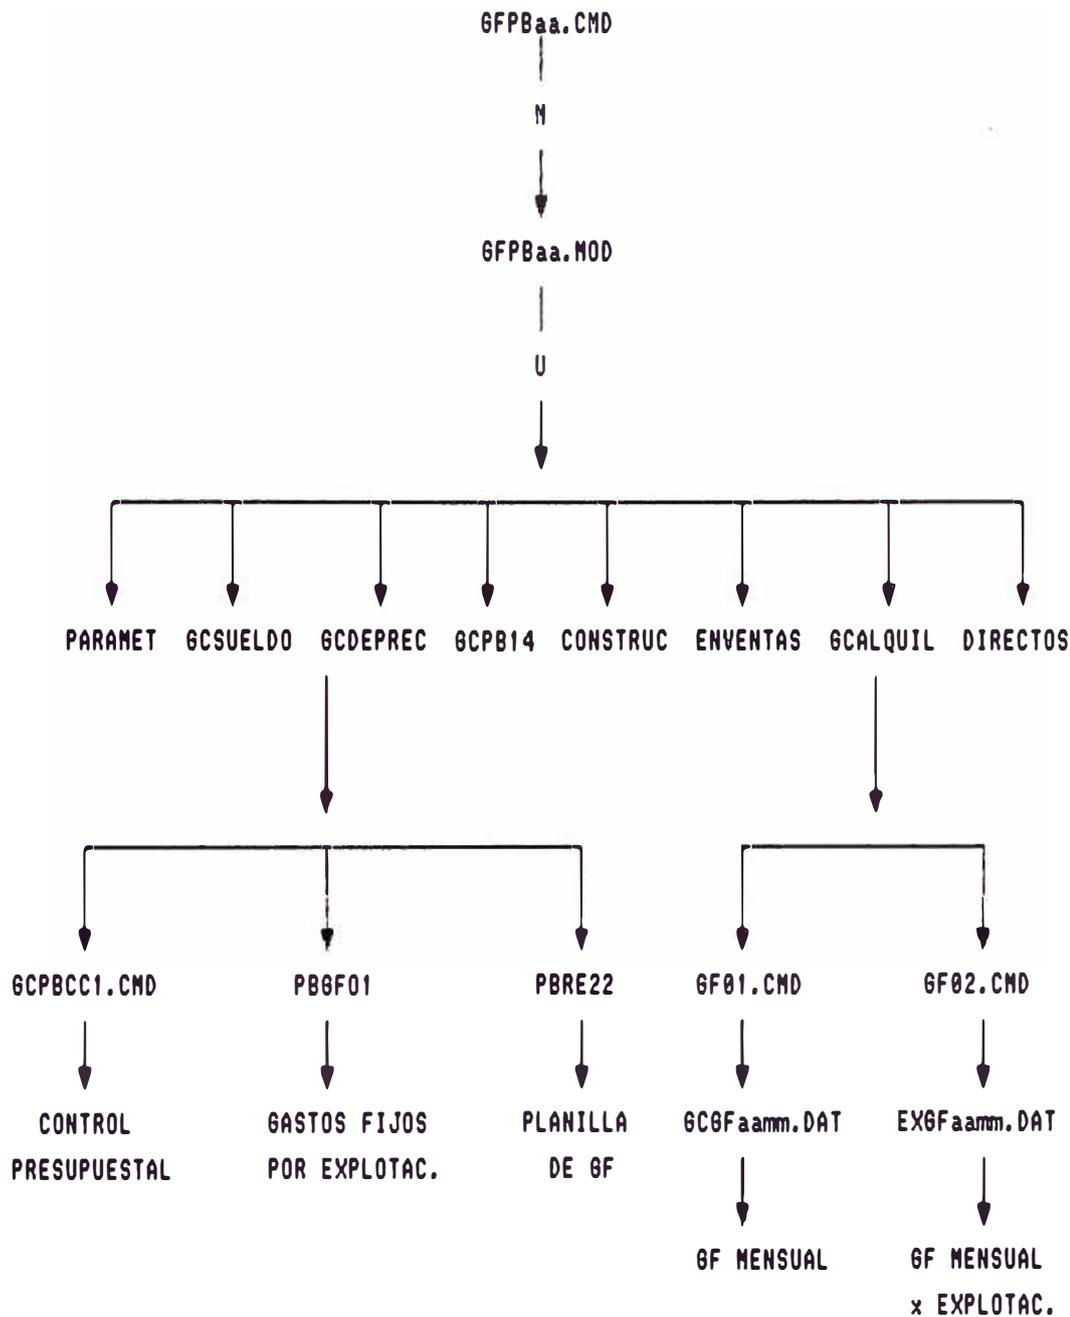 GFPBaa.CMD
M
GFPBaa.MOD
U
PARAMET GCSUELDO GCDEPREC GCPB14 CONSTRUC ENVENTAS GCALQUIL DIRECTOS
GCPBCC1.CMD PBGF01 PBRE22 GF01.CMD GF02.CMD
CONTROL GASTOS FIJOS PLANILLA GCGFaamm.DAT EXGFaamm.DAT
PRESUPUESTAL POR EXPLOTAC. DE GF
GF MENSUAL GF MENSUAL
x EXPLOTAC.